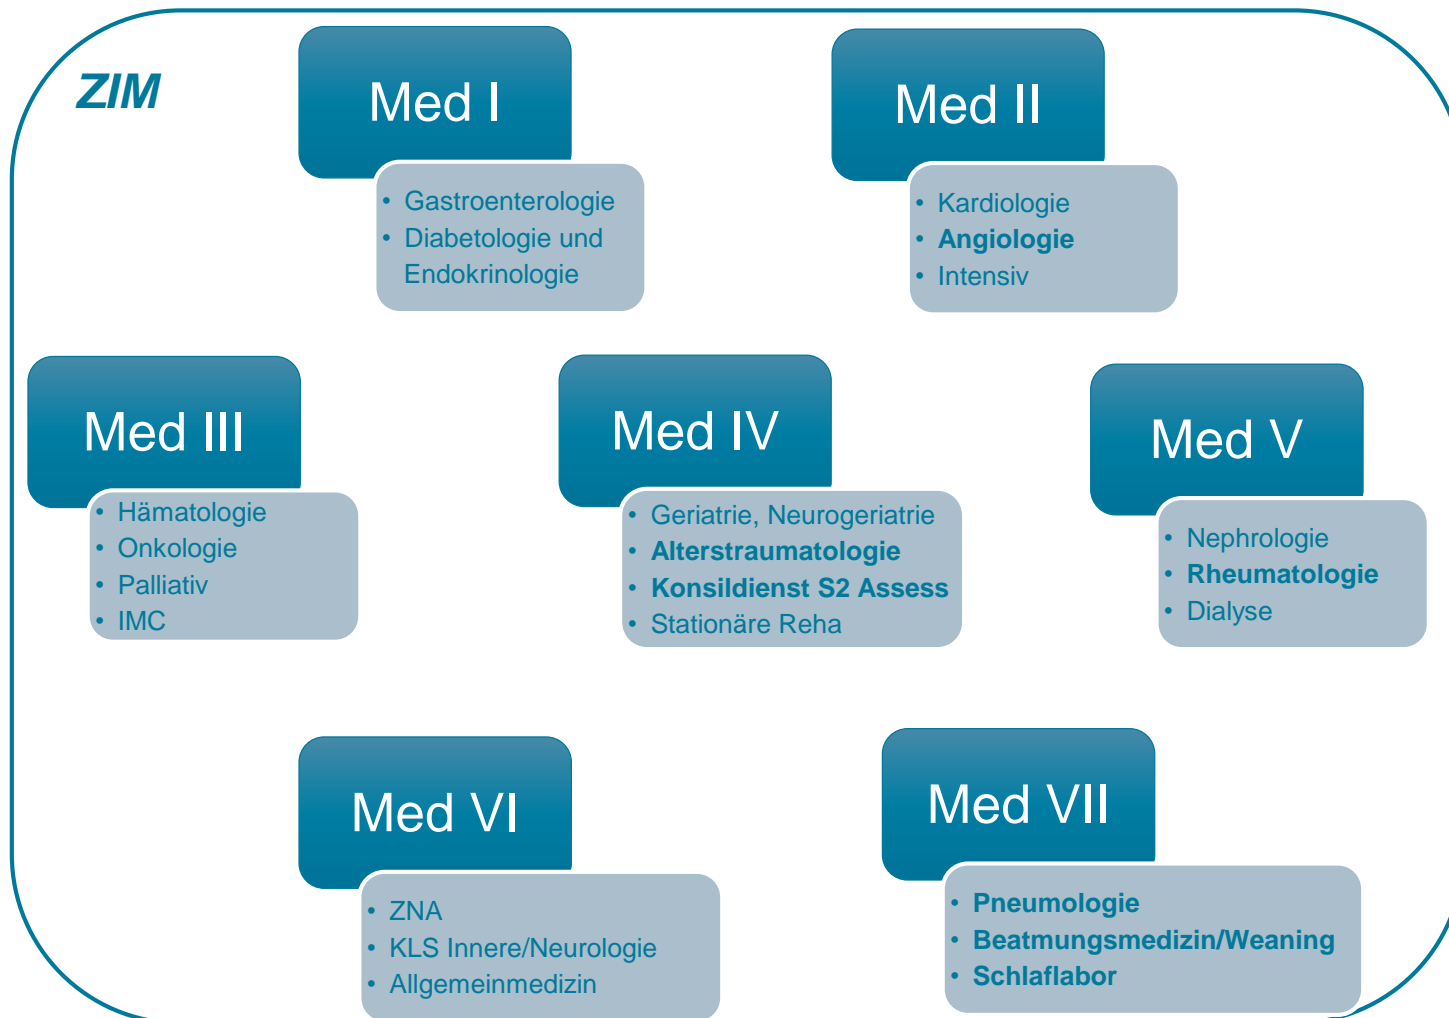 ZIM
Med I
• Gastroenterologie
• Diabetologie und
Endokrinologie
Med II
• Kardiologie
• Angiologie
• Intensiv
Med III
• Hämatologie
• Onkologie
• Palliativ
• IMC
Med IV
• Geriatrie, Neurogeriatrie
• Alterstraumatologie
• Konsildienst S2 Assess
• Stationäre Reha
Med V
• Nephrologie
• Rheumatologie
• Dialyse
Med VI
• ZNA
• KLS Innere/Neurologie
• Allgemeinmedizin
Med VII
• Pneumologie
• Beatmungsmedizin/Weaning
• Schlaflabor